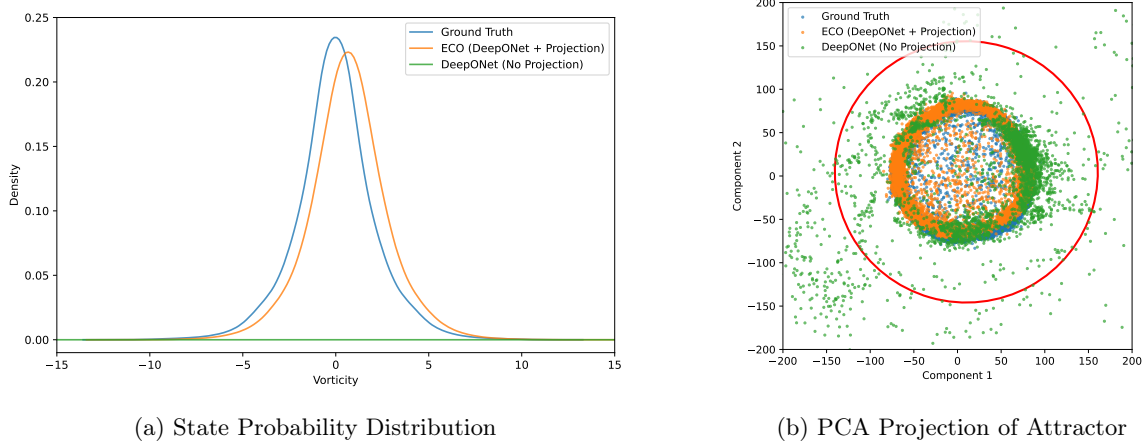 0.25
0.20
0.15
0.10
0.05
0.00
Density
−15
−10
−5
0
5
10
15
Vorticity
Ground Truth
ECO (DeepONet + Projection)
DeepONet (No Projection)
(a) State Probability Distribution
200
150
100
50
0
−50
−100
−150
−200
Component 2
−200
−150
−100
−50
0
50
100
150
200
Component 1
Ground Truth
ECO (DeepONet + Projection)
DeepONet (No Projection)
(b) PCA Projection of Attractor